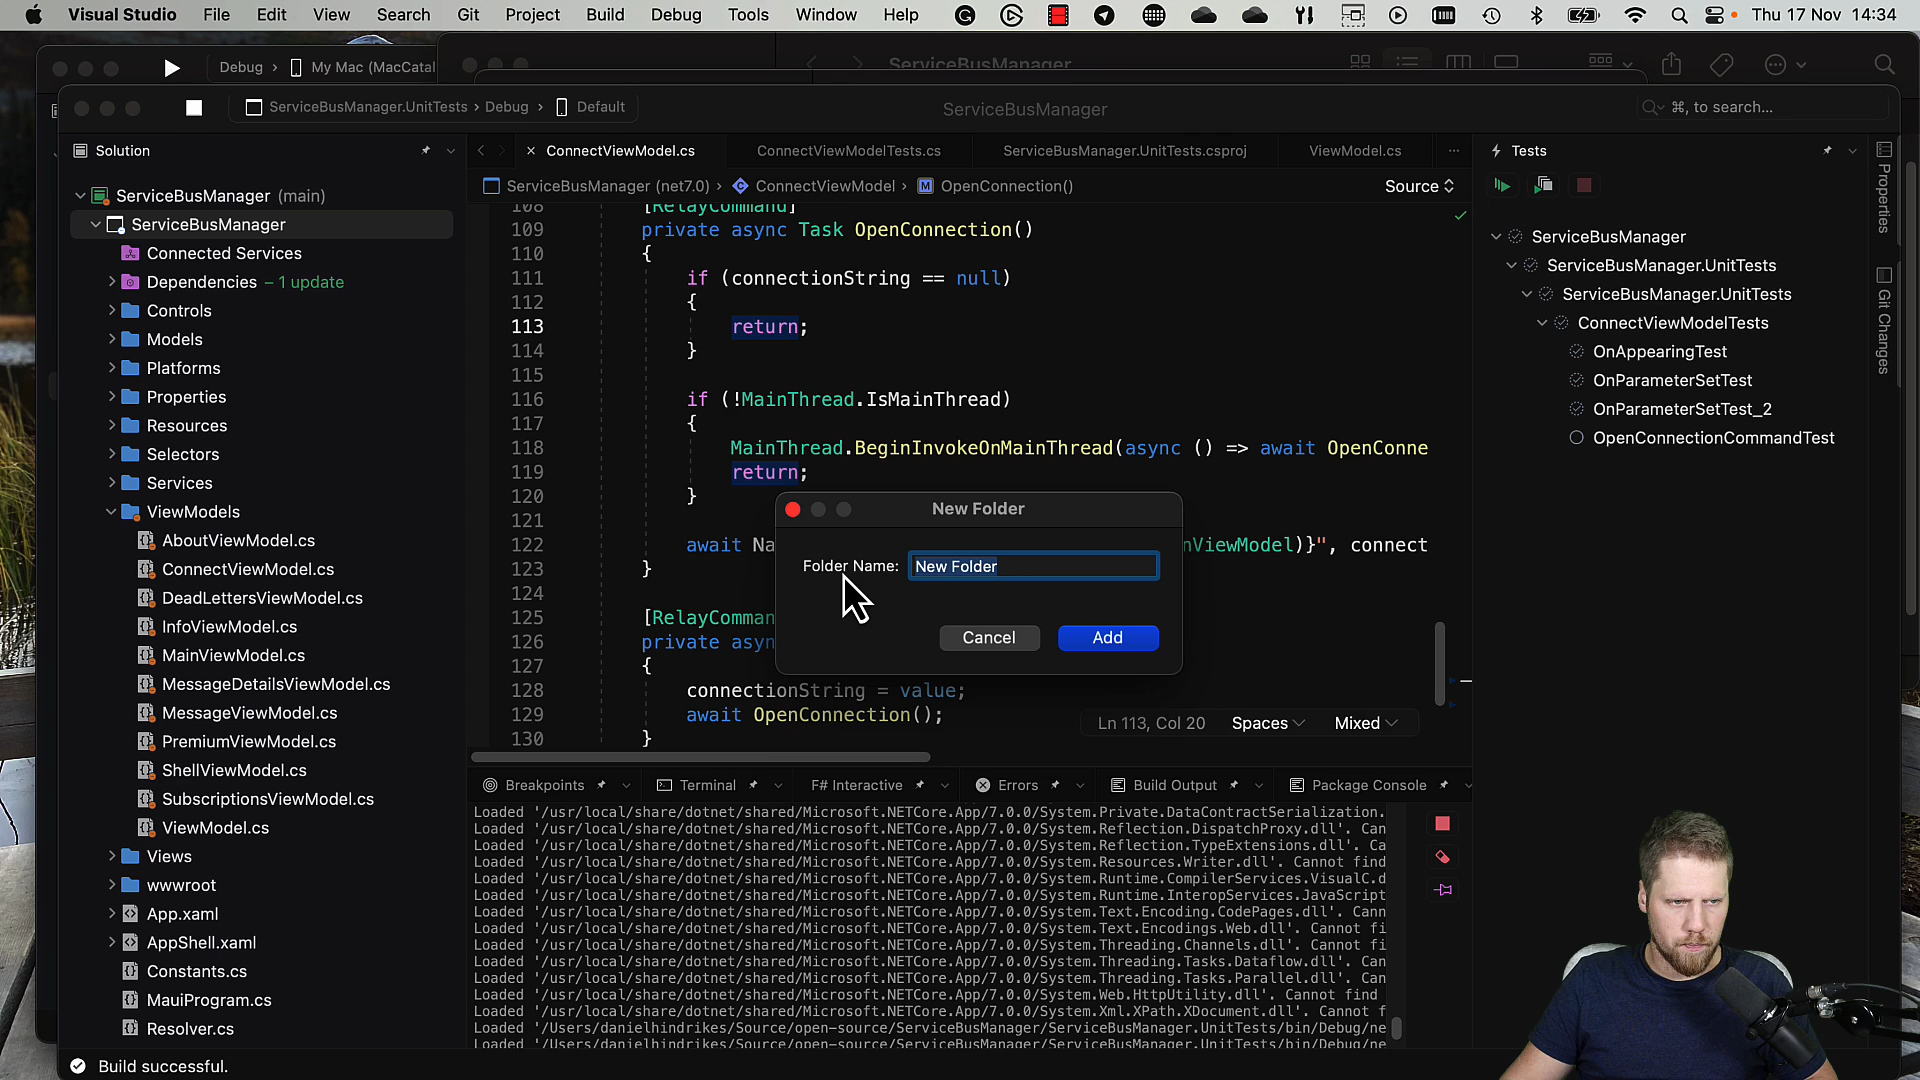 Visual Studio File Edit View Search Git Project Build Debug Tools Window Help Thu 17 Nov 14:34
Debug › My Mac (MacCatal
ServiceBusManager
ServiceBusManager.UnitTests › Debug › Default
ServiceBusManager
⌘, to search...
Solution
ServiceBusManager (main)
ServiceBusManager
Connected Services
Dependencies – 1 update
Controls
Models
Platforms
Properties
Resources
Selectors
Services
ViewModels
AboutViewModel.cs
ConnectViewModel.cs
DeadLettersViewModel.cs
InfoViewModel.cs
MainViewModel.cs
MessageDetailsViewModel.cs
MessageViewModel.cs
PremiumViewModel.cs
ShellViewModel.cs
SubscriptionsViewModel.cs
ViewModel.cs
Views
wwwroot
App.xaml
AppShell.xaml
Constants.cs
MauiProgram.cs
Resolver.cs
Build successful.
ConnectViewModel.cs ConnectViewModelTests.cs ServiceBusManager.UnitTests.csproj ViewModel.cs ...
ServiceBusManager (net7.0) › ConnectViewModel › M OpenConnection() Source
108 [RelayCommand]
109 private async Task OpenConnection()
110 {
111 if (connectionString == null)
112 {
113 return;
114 }
115
116 if (!MainThread.IsMainThread)
117 {
118 MainThread.BeginInvokeOnMainThread(async () => await OpenConne
119 return;
120 }
121
122 await Na nViewModel)}", connect
123 }
124
125 [RelayComman
126 private asyn
127 {
128 connectionString = value;
129 await OpenConnection();
130 }
Ln 113, Col 20 Spaces Mixed
New Folder
Folder Name: New Folder
Cancel Add
Tests
ServiceBusManager
ServiceBusManager.UnitTests
ServiceBusManager.UnitTests
ConnectViewModelTests
OnAppearingTest
OnParameterSetTest
OnParameterSetTest_2
OpenConnectionCommandTest
Properties
Git Changes
Breakpoints Terminal F# Interactive Errors Build Output Package Console
Loaded '/usr/local/share/dotnet/shared/Microsoft.NETCore.App/7.0.0/System.Private.DataContractSerialization.
Loaded '/usr/local/share/dotnet/shared/Microsoft.NETCore.App/7.0.0/System.Reflection.DispatchProxy.dll'. Can
Loaded '/usr/local/share/dotnet/shared/Microsoft.NETCore.App/7.0.0/System.Reflection.TypeExtensions.dll'. Ca
Loaded '/usr/local/share/dotnet/shared/Microsoft.NETCore.App/7.0.0/System.Resources.Writer.dll'. Cannot find
Loaded '/usr/local/share/dotnet/shared/Microsoft.NETCore.App/7.0.0/System.Runtime.CompilerServices.VisualC.d
Loaded '/usr/local/share/dotnet/shared/Microsoft.NETCore.App/7.0.0/System.Runtime.InteropServices.JavaScript
Loaded '/usr/local/share/dotnet/shared/Microsoft.NETCore.App/7.0.0/System.Text.Encoding.CodePages.dll'. Cann
Loaded '/usr/local/share/dotnet/shared/Microsoft.NETCore.App/7.0.0/System.Text.Encodings.Web.dll'. Cannot fi
Loaded '/usr/local/share/dotnet/shared/Microsoft.NETCore.App/7.0.0/System.Threading.Channels.dll'. Cannot fi
Loaded '/usr/local/share/dotnet/shared/Microsoft.NETCore.App/7.0.0/System.Threading.Tasks.Dataflow.dll'. Can
Loaded '/usr/local/share/dotnet/shared/Microsoft.NETCore.App/7.0.0/System.Threading.Tasks.Parallel.dll'. Can
Loaded '/usr/local/share/dotnet/shared/Microsoft.NETCore.App/7.0.0/System.Web.HttpUtility.dll'. Cannot find
Loaded '/usr/local/share/dotnet/shared/Microsoft.NETCore.App/7.0.0/System.Xml.XPath.XDocument.dll'. Cannot f
Loaded '/Users/danielhindrikes/Source/open-source/ServiceBusManager/ServiceBusManager.UnitTests/bin/Debug/ne
Loaded '/Users/danielhindrikes/Source/open-source/ServiceBusManager/ServiceBusManager.UnitTests/bin/Debug/ne